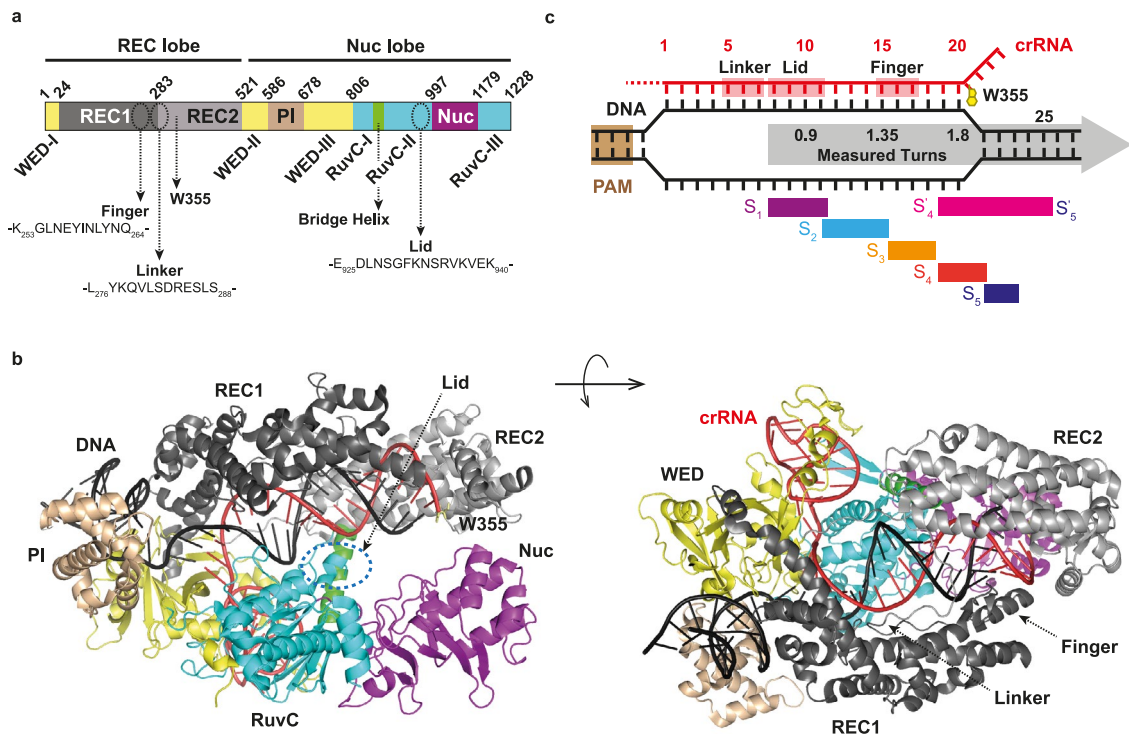 a
REC lobe
Nuc lobe
1 24 283 521 586 678 806 997 1179 1228
REC1 REC2 PI Nuc
WED-I WED-II WED-III RuvC-I RuvC-II RuvC-III
W355
Finger
-K253GLNEYINLYNQ264-
Bridge Helix
Linker
-L276YKQVLSDRESLS288-
Lid
-E925DLNSGFKNSRVKVEK940-
c
1 5 10 15 20 crRNA
Linker Lid Finger
W355
DNA
25
0.9 1.35 1.8
Measured Turns
PAM
S1 S'4 S'5
S2
S3
S4
S5
b
REC1
Lid
DNA
REC2
W355
PI
Nuc
RuvC
crRNA
REC2
WED
Finger
Linker
REC1